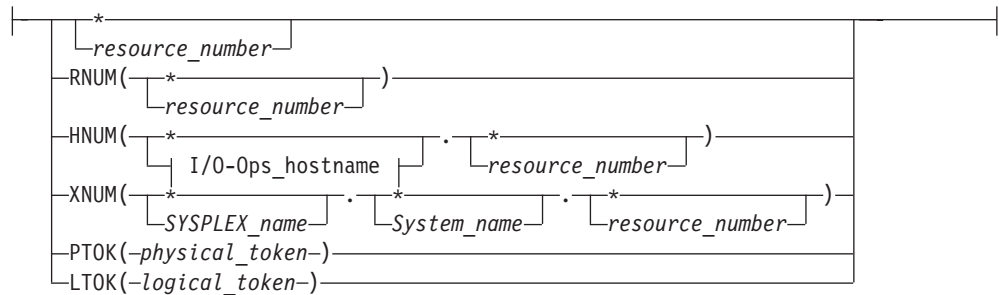 *
resource_number
RNUM( * )
resource_number
HNUM( * . * )
I/O-Ops_hostname resource_number
XNUM( * . * . * )
SYSPLEX_name System_name resource_number
PTOK( physical_token )
LTOK( logical_token )